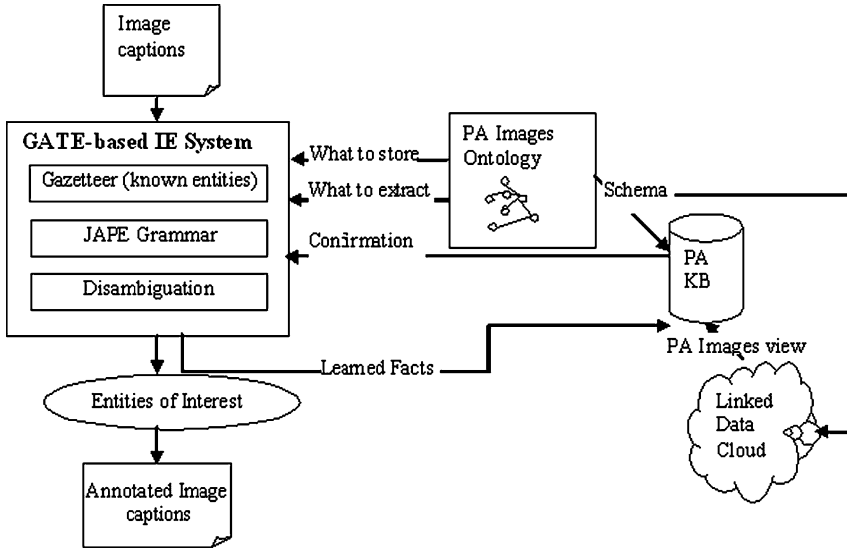 Image
captions
GATE-based IE System
Gazetteer (known entities)
JAPE Grammar
Disambiguation
What to store
What to extract
Confirmation
PA Images
Ontology
Schema
PA
KB
PA Images view
Learned Facts
Linked
Data
Cloud
Entities of Interest
Annotated Image
captions